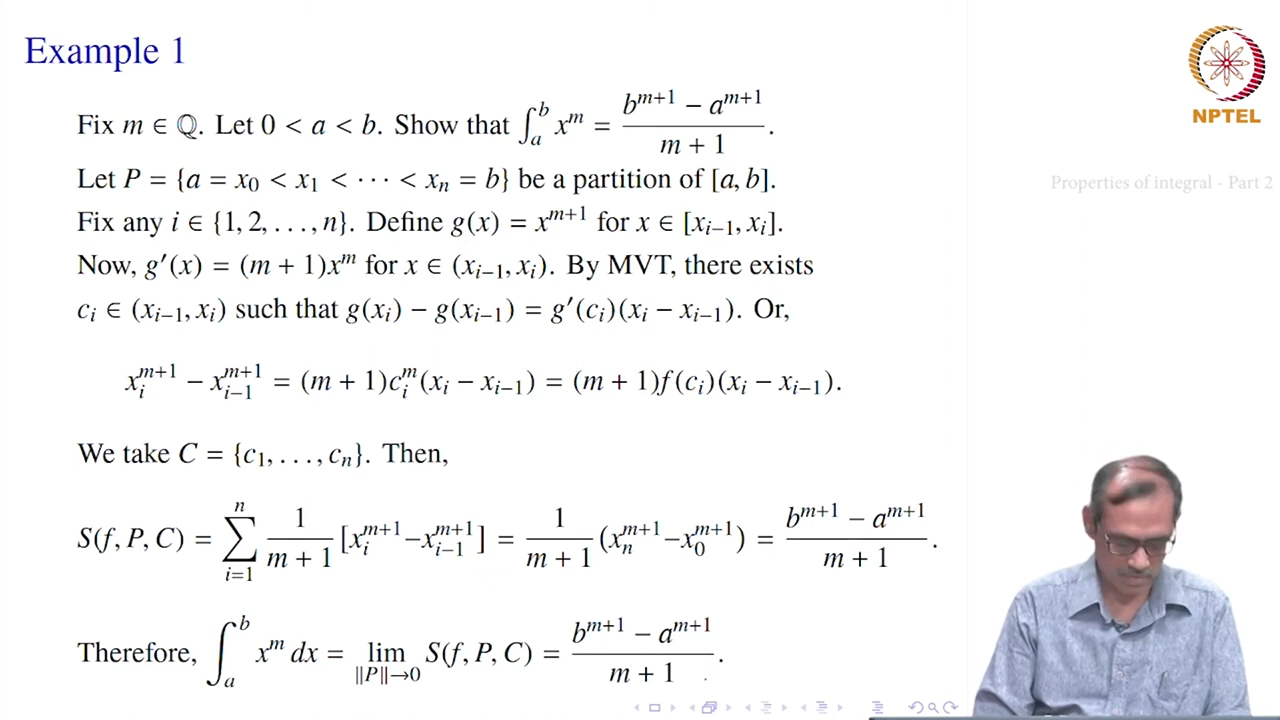 Example 1
NPTEL
Fix m ∈ ℚ. Let 0 < a < b. Show that ∫_a^b x^m = \frac{b^{m+1} − a^{m+1}}{m + 1}.
Let P = {a = x_0 < x_1 < ⋯ < x_n = b} be a partition of [a, b].
Properties of integral - Part 2
Fix any i ∈ {1, 2, . . . , n}. Define g(x) = x^{m+1} for x ∈ [x_{i−1}, x_i].
Now, g′(x) = (m + 1)x^m for x ∈ (x_{i−1}, x_i). By MVT, there exists
c_i ∈ (x_{i−1}, x_i) such that g(x_i) − g(x_{i−1}) = g′(c_i)(x_i − x_{i−1}). Or,
x_i^{m+1} − x_{i−1}^{m+1} = (m + 1)c_i^m(x_i − x_{i−1}) = (m + 1)f(c_i)(x_i − x_{i−1}).
We take C = {c_1, . . . , c_n}. Then,
S(f, P, C) = ∑_{i=1}^{n} \frac{1}{m + 1} [x_i^{m+1} − x_{i−1}^{m+1}] = \frac{1}{m + 1} (x_n^{m+1} − x_0^{m+1}) = \frac{b^{m+1} − a^{m+1}}{m + 1}.
Therefore, ∫_a^b x^m dx = \lim_{‖P‖→0} S(f, P, C) = \frac{b^{m+1} − a^{m+1}}{m + 1}.